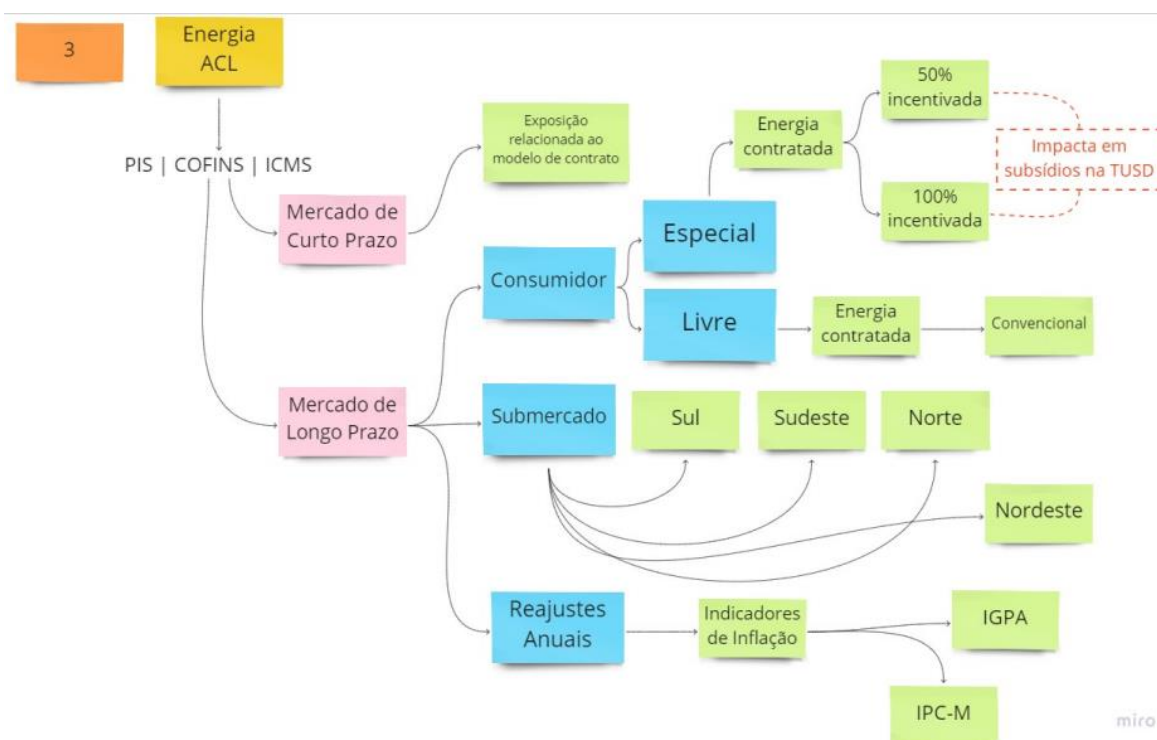 3
Energia
ACL
PIS | COFINS | ICMS
Mercado de
Curto Prazo
Exposição
relacionada ao
modelo de contrato
Energia
contratada
50%
incentivada
100%
incentivada
Impacta em
subsídios na TUSD
Especial
Consumidor
Livre
Energia
contratada
Convencional
Mercado de
Longo Prazo
Submercado
Sul
Sudeste
Norte
Nordeste
Reajustes
Anuais
Indicadores
de Inflação
IGPA
IPC-M
miro